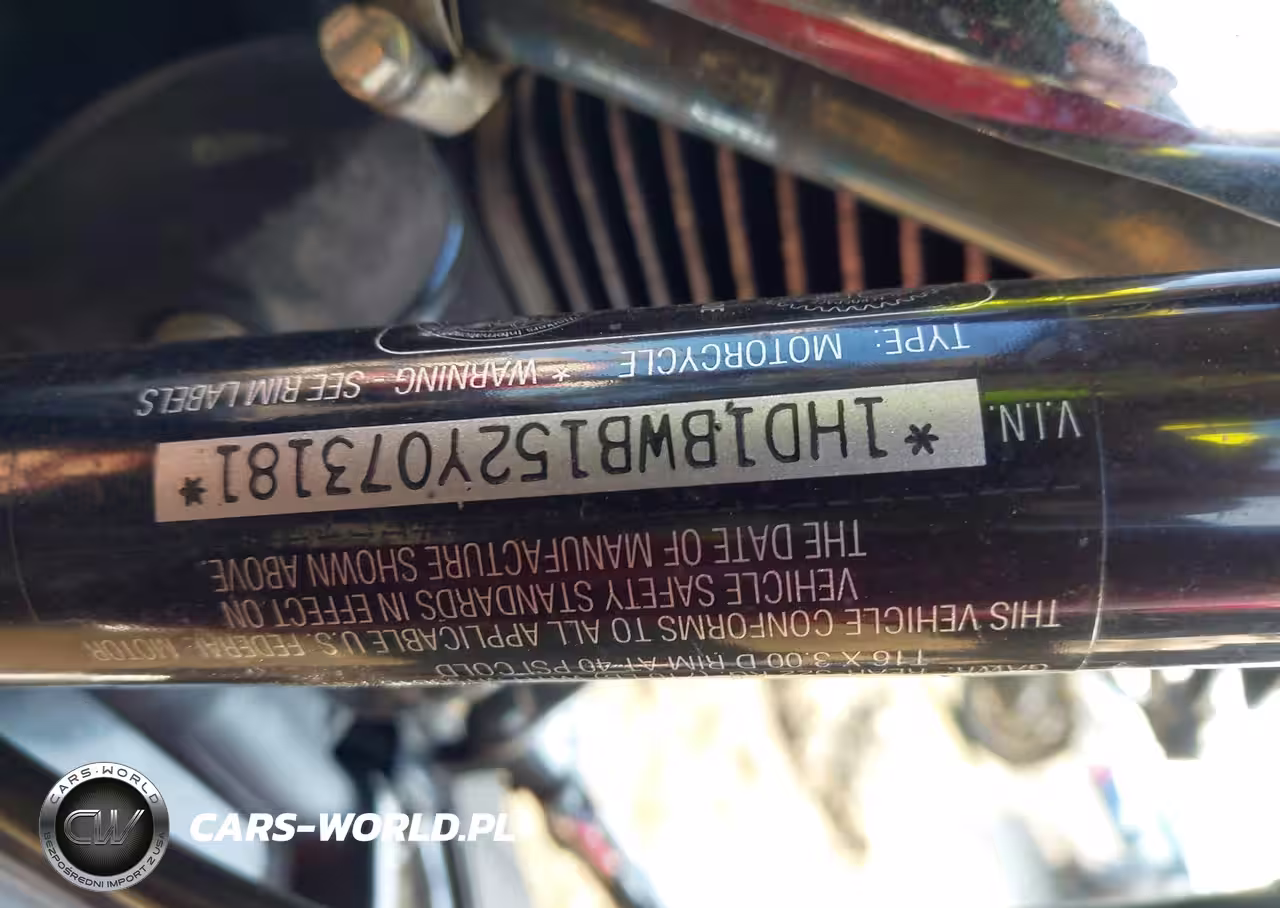 T16 X 3.00 D RIM AT 40 PSI COLD
THIS VEHICLE CONFORMS TO ALL APPLICABLE U.S. FEDERAL MOTOR
VEHICLE SAFETY STANDARDS IN EFFECT ON
THE DATE OF MANUFACTURE SHOWN ABOVE.
V.I.N. *1HD1BWB152Y073181*
TYPE: MOTORCYCLE * WARNING - SEE RIM LABELS
CARS-WORLD
CW
BEZPOŚREDNI IMPORT Z USA
CARS-WORLD.PL